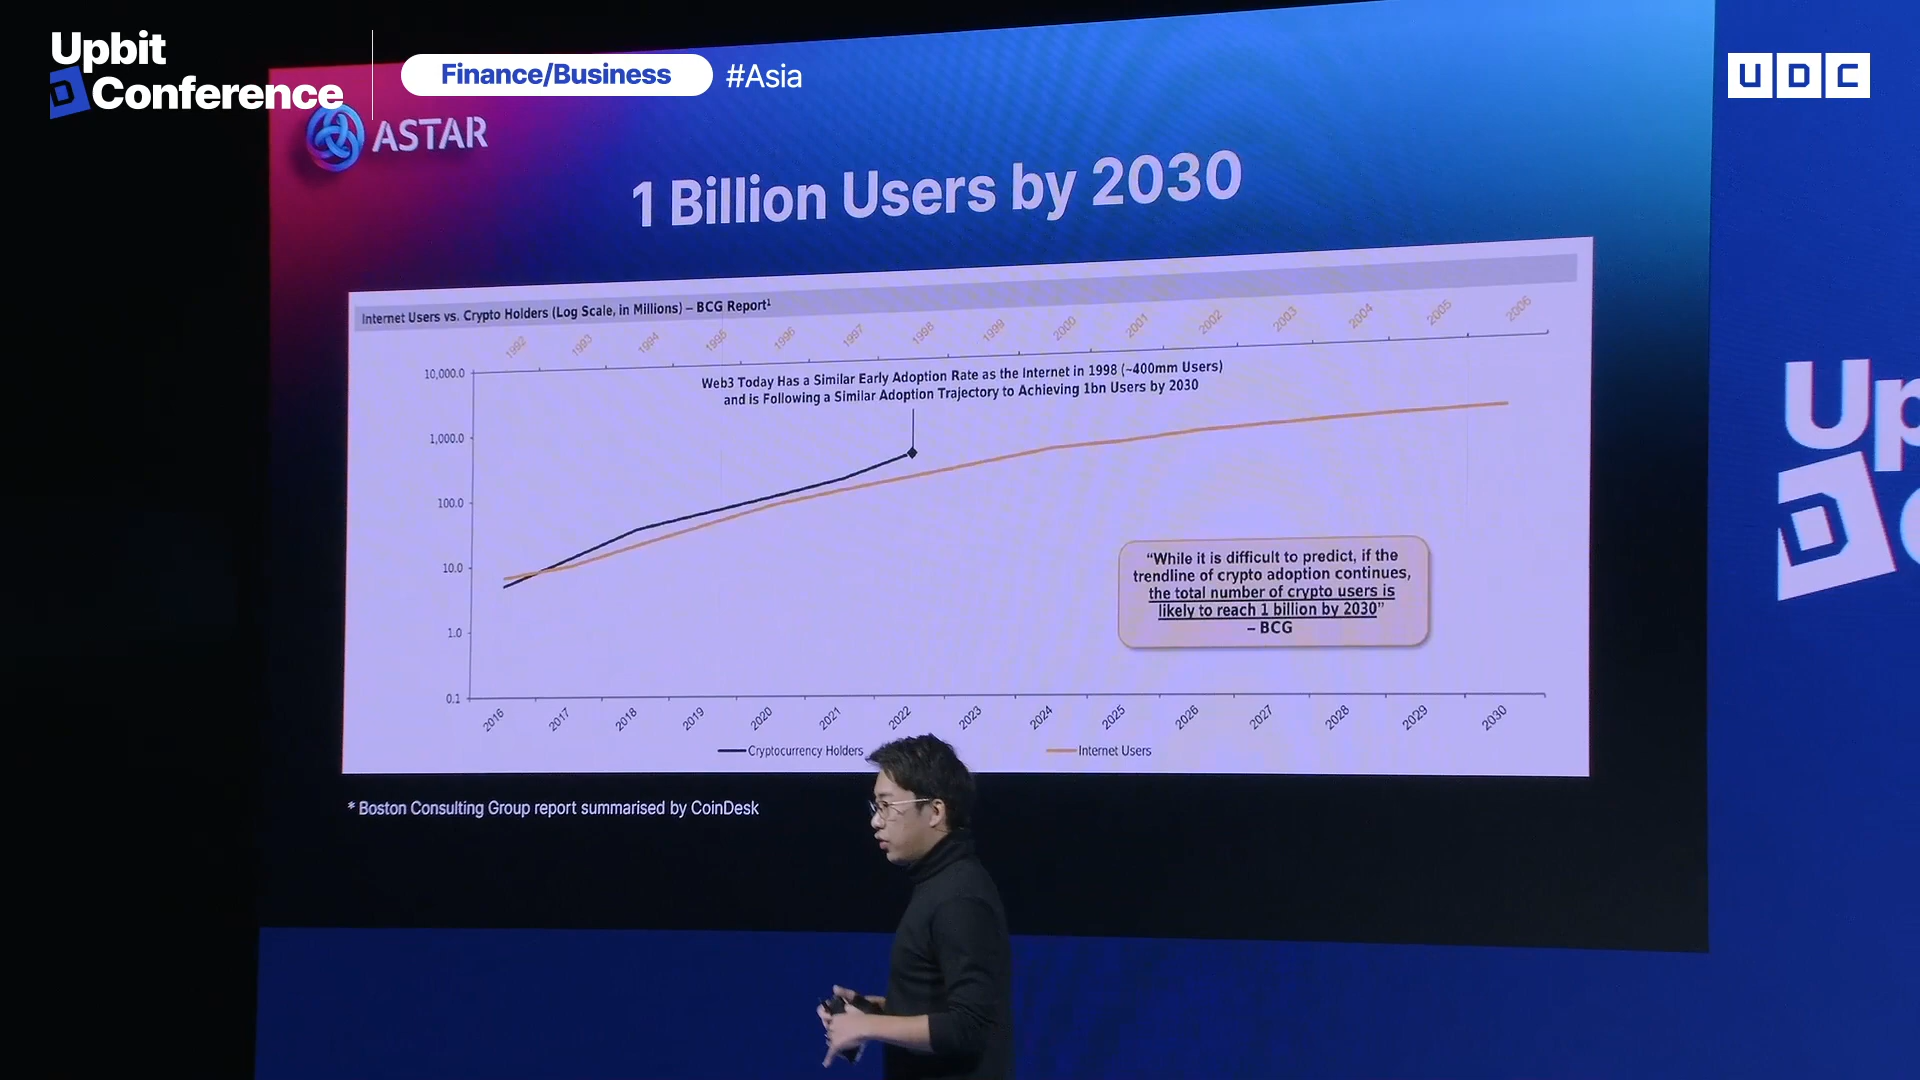 Upbit
D Conference
Finance/Business
#Asia
UDC
ASTAR
1 Billion Users by 2030
Internet Users vs. Crypto Holders (Log Scale, in Millions) – BCG Report¹
1992 1993 1994 1995 1996 1997 1998 1999 2000 2001 2002 2003 2004 2005 2006
Web3 Today Has a Similar Early Adoption Rate as the Internet in 1998 (~400mm Users)
and is Following a Similar Adoption Trajectory to Achieving 1bn Users by 2030
10,000.0
1,000.0
100.0
10.0
1.0
0.1
“While it is difficult to predict, if the
trendline of crypto adoption continues,
the total number of crypto users is
likely to reach 1 billion by 2030”
– BCG
2016 2017 2018 2019 2020 2021 2022 2023 2024 2025 2026 2027 2028 2029 2030
Cryptocurrency Holders
Internet Users
* Boston Consulting Group report summarised by CoinDesk
Up
D